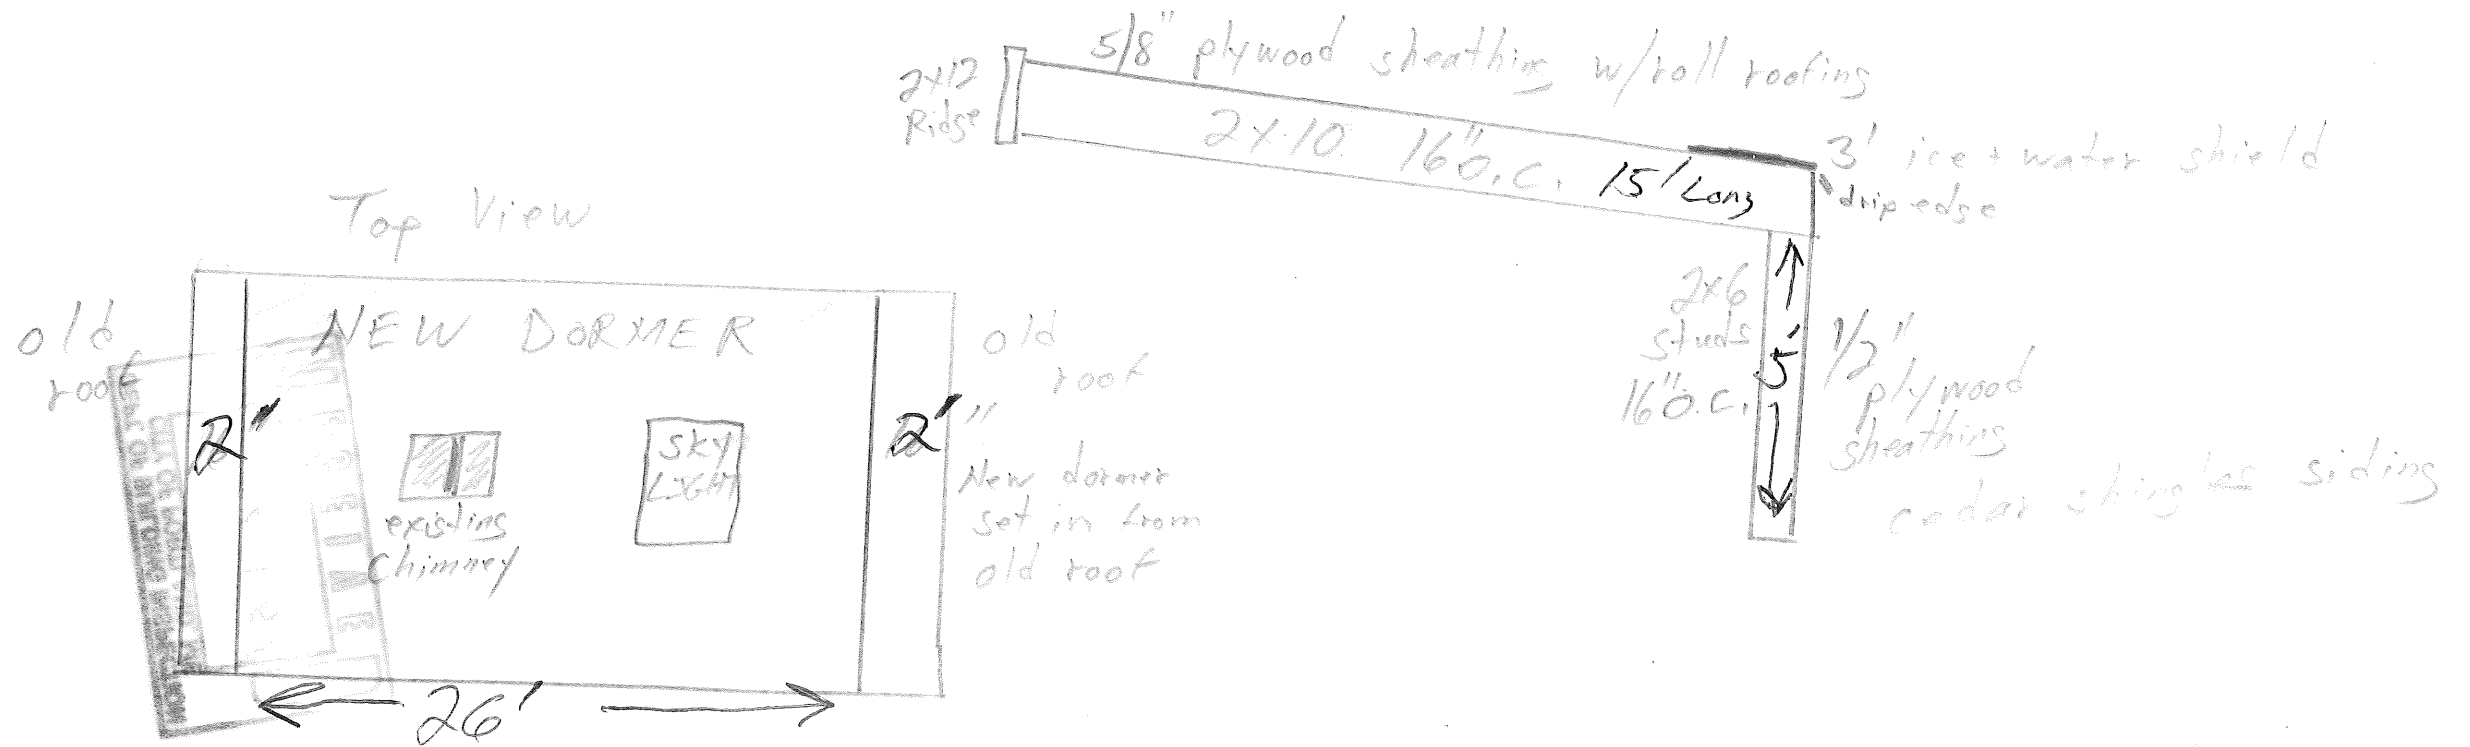 5/8" plywood sheathing w/roll roofing
2x12
Ridge
2x10 16" O.C. 15' Long
3' ice + water shield
drip edge
Top View
old
roof
NEW DORMER
old
roof
2'
2'
"
SKY
LIGHT
existing
chimney
New dormer
set in from
old roof
26'
2x6
studs
16" O.C.
5'
1/2"
plywood
sheathing
cedar shingles siding